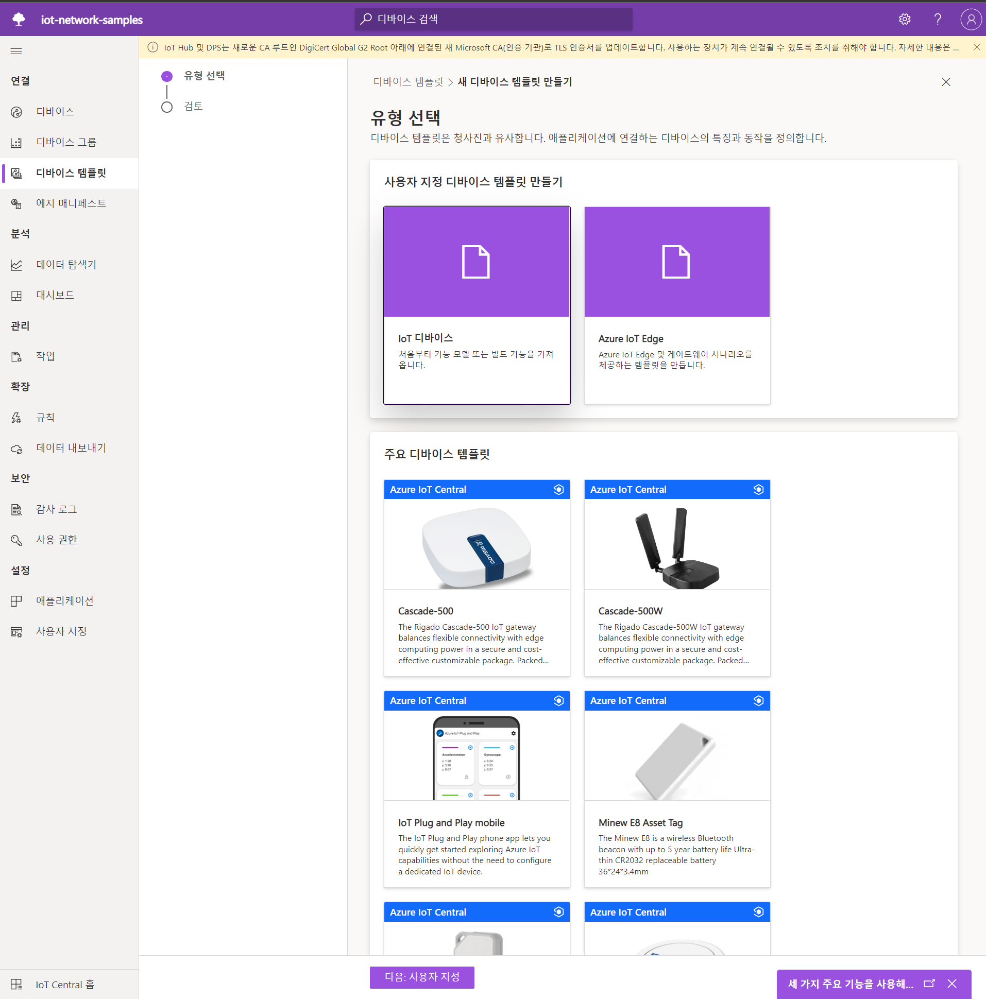 iot-network-samples
디바이스 검색
IoT Hub 및 DPS는 새로운 CA 루트인 DigiCert Global G2 Root 아래에 연결된 새 Microsoft CA(인증 기관)로 TLS 인증서를 업데이트합니다. 사용하는 장치가 계속 연결될 수 있도록 조치를 취해야 합니다. 자세한 내용은 ...
연결
디바이스
디바이스 그룹
디바이스 템플릿
에지 매니페스트
분석
데이터 탐색기
대시보드
관리
작업
확장
규칙
데이터 내보내기
보안
감사 로그
사용 권한
설정
애플리케이션
사용자 지정
IoT Central 홈
유형 선택
검토
디바이스 템플릿 > 새 디바이스 템플릿 만들기
유형 선택
디바이스 템플릿은 청사진과 유사합니다. 애플리케이션에 연결하는 디바이스의 특징과 동작을 정의합니다.
사용자 지정 디바이스 템플릿 만들기
IoT 디바이스
처음부터 기능 모델 또는 빌드 기능을 가져
옵니다.
Azure IoT Edge
Azure IoT Edge 및 게이트웨이 시나리오를
제공하는 템플릿을 만듭니다.
주요 디바이스 템플릿
Azure IoT Central
RIGADO
Cascade-500
The Rigado Cascade-500 IoT gateway
balances flexible connectivity with edge
computing power in a secure and cost-
effective customizable package. Packed...
Azure IoT Central
Cascade-500W
The Rigado Cascade-500W IoT gateway
balances flexible connectivity with edge
computing power in a secure and cost-
effective customizable package. Packed...
Azure IoT Central
Azure IoT Plug and Play
Accelerometer
x: 1.28
y: 5.38
z: 8.07
Gyroscope
x: 0.24
y: 0.35
z: 0.37
IoT Plug and Play mobile
The IoT Plug and Play phone app lets you
quickly get started exploring Azure IoT
capabilities without the need to configure
a dedicated IoT device.
Azure IoT Central
Minew E8 Asset Tag
The Minew E8 is a wireless Bluetooth
beacon with up to 5 year battery life Ultra-
thin CR2032 replaceable battery
36*24*3.4mm
Azure IoT Central
Azure IoT Central
다음: 사용자 지정
세 가지 주요 기능을 사용해...